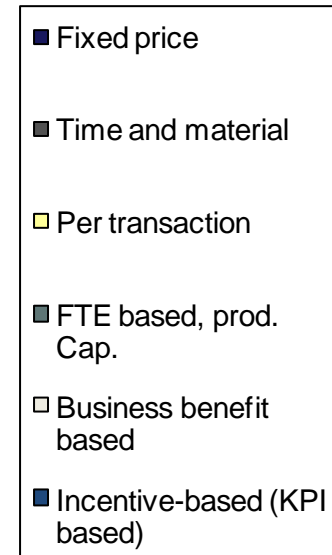 Fixed price
Time and material
Per transaction
FTE based, prod.
Cap.
Business benefit
based
Incentive-based (KPI
based)